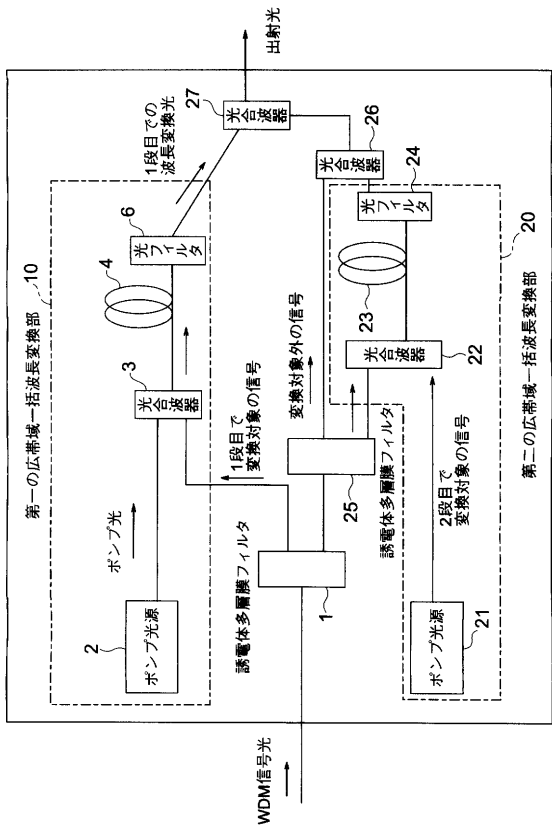 第一の広帯域一括波長変換部
10
ポンプ光
ポンプ光源
2
光合波器
3
4
光フィルタ
6
1段目での
波長変換光
光合波器
27
出射光
WDM信号光
誘電体多層膜フィルタ
1
1段目で
変換対象の信号
変換対象外の信号
25
誘電体多層膜フィルタ
光合波器
26
2段目で
変換対象の信号
ポンプ光源
21
光合波器
22
23
光フィルタ
24
20
第二の広帯域一括波長変換部